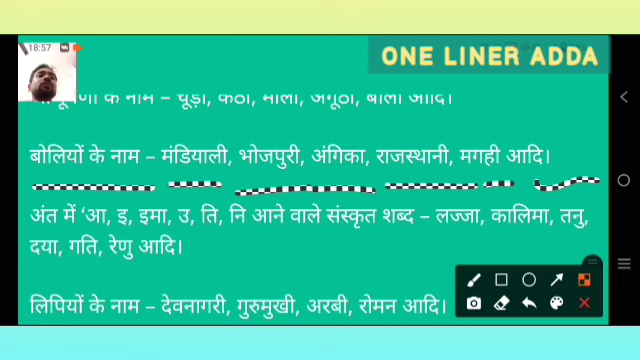 18:57
ONE LINER ADDA
के नाम – चूड़ी, कंठी, माला, अंगूठी, बाली आदि।
बोलियों के नाम – मंडियाली, भोजपुरी, अंगिका, राजस्थानी, मगही आदि।
अंत में ‘आ, इ, इमा, उ, ति, नि आने वाले संस्कृत शब्द – लज्जा, कालिमा, तनु,
दया, गति, रेणु आदि।
लिपियों के नाम – देवनागरी, गुरुमुखी, अरबी, रोमन आदि।